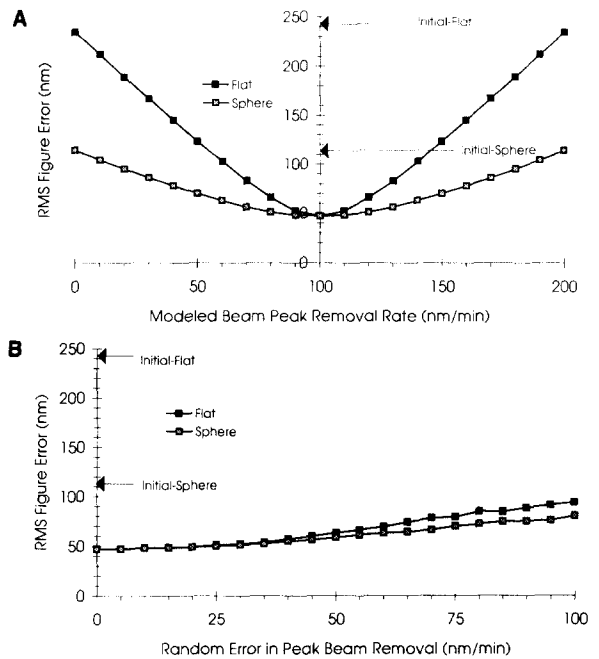 A
RMS Figure Error (nm)
250
200
150
100
50
0
Initial-Flat
Initial-Sphere
Flat
Sphere
0
50
100
150
200
Modeled Beam Peak Removal Rate (nm/min)
B
RMS Figure Error (nm)
250
200
150
100
50
0
Initial-Flat
Flat
Sphere
Initial-Sphere
0
25
50
75
100
Random Error in Peak Beam Removal (nm/min)